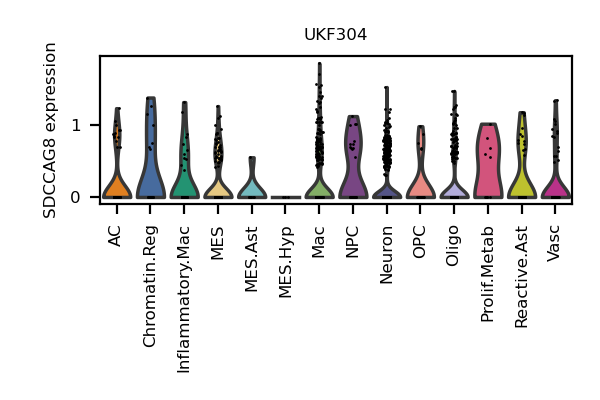 UKF304
SDCCAG8 expression
1
0
AC
Chromatin.Reg
Inflammatory.Mac
MES
MES.Ast
MES.Hyp
Mac
NPC
Neuron
OPC
Oligo
Prolif.Metab
Reactive.Ast
Vasc